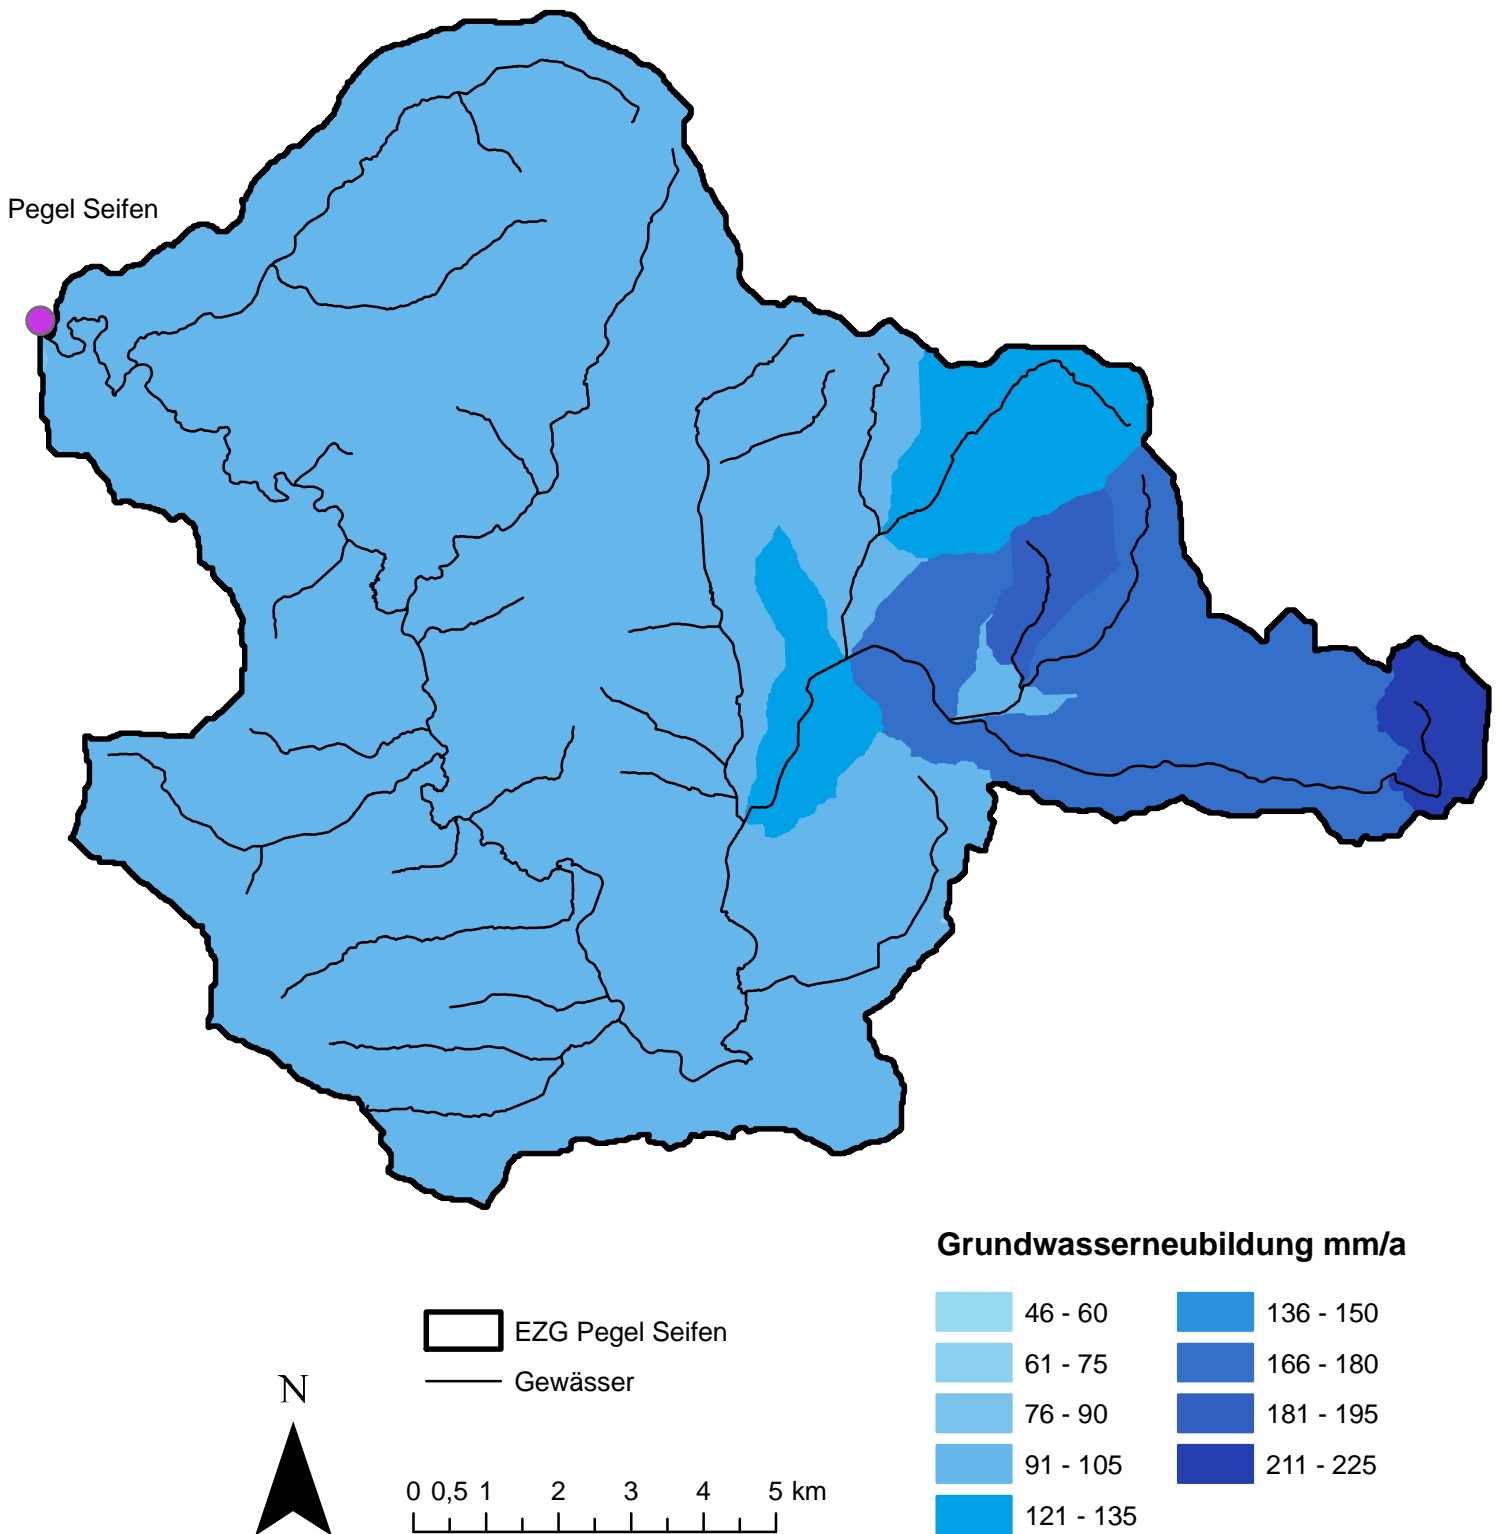 Pegel Seifen
Grundwasserneubildung mm/a
46 - 60
61 - 75
76 - 90
91 - 105
121 - 135
136 - 150
166 - 180
181 - 195
211 - 225
EZG Pegel Seifen
Gewässer
N
0 0,5 1 2 3 4 5 km